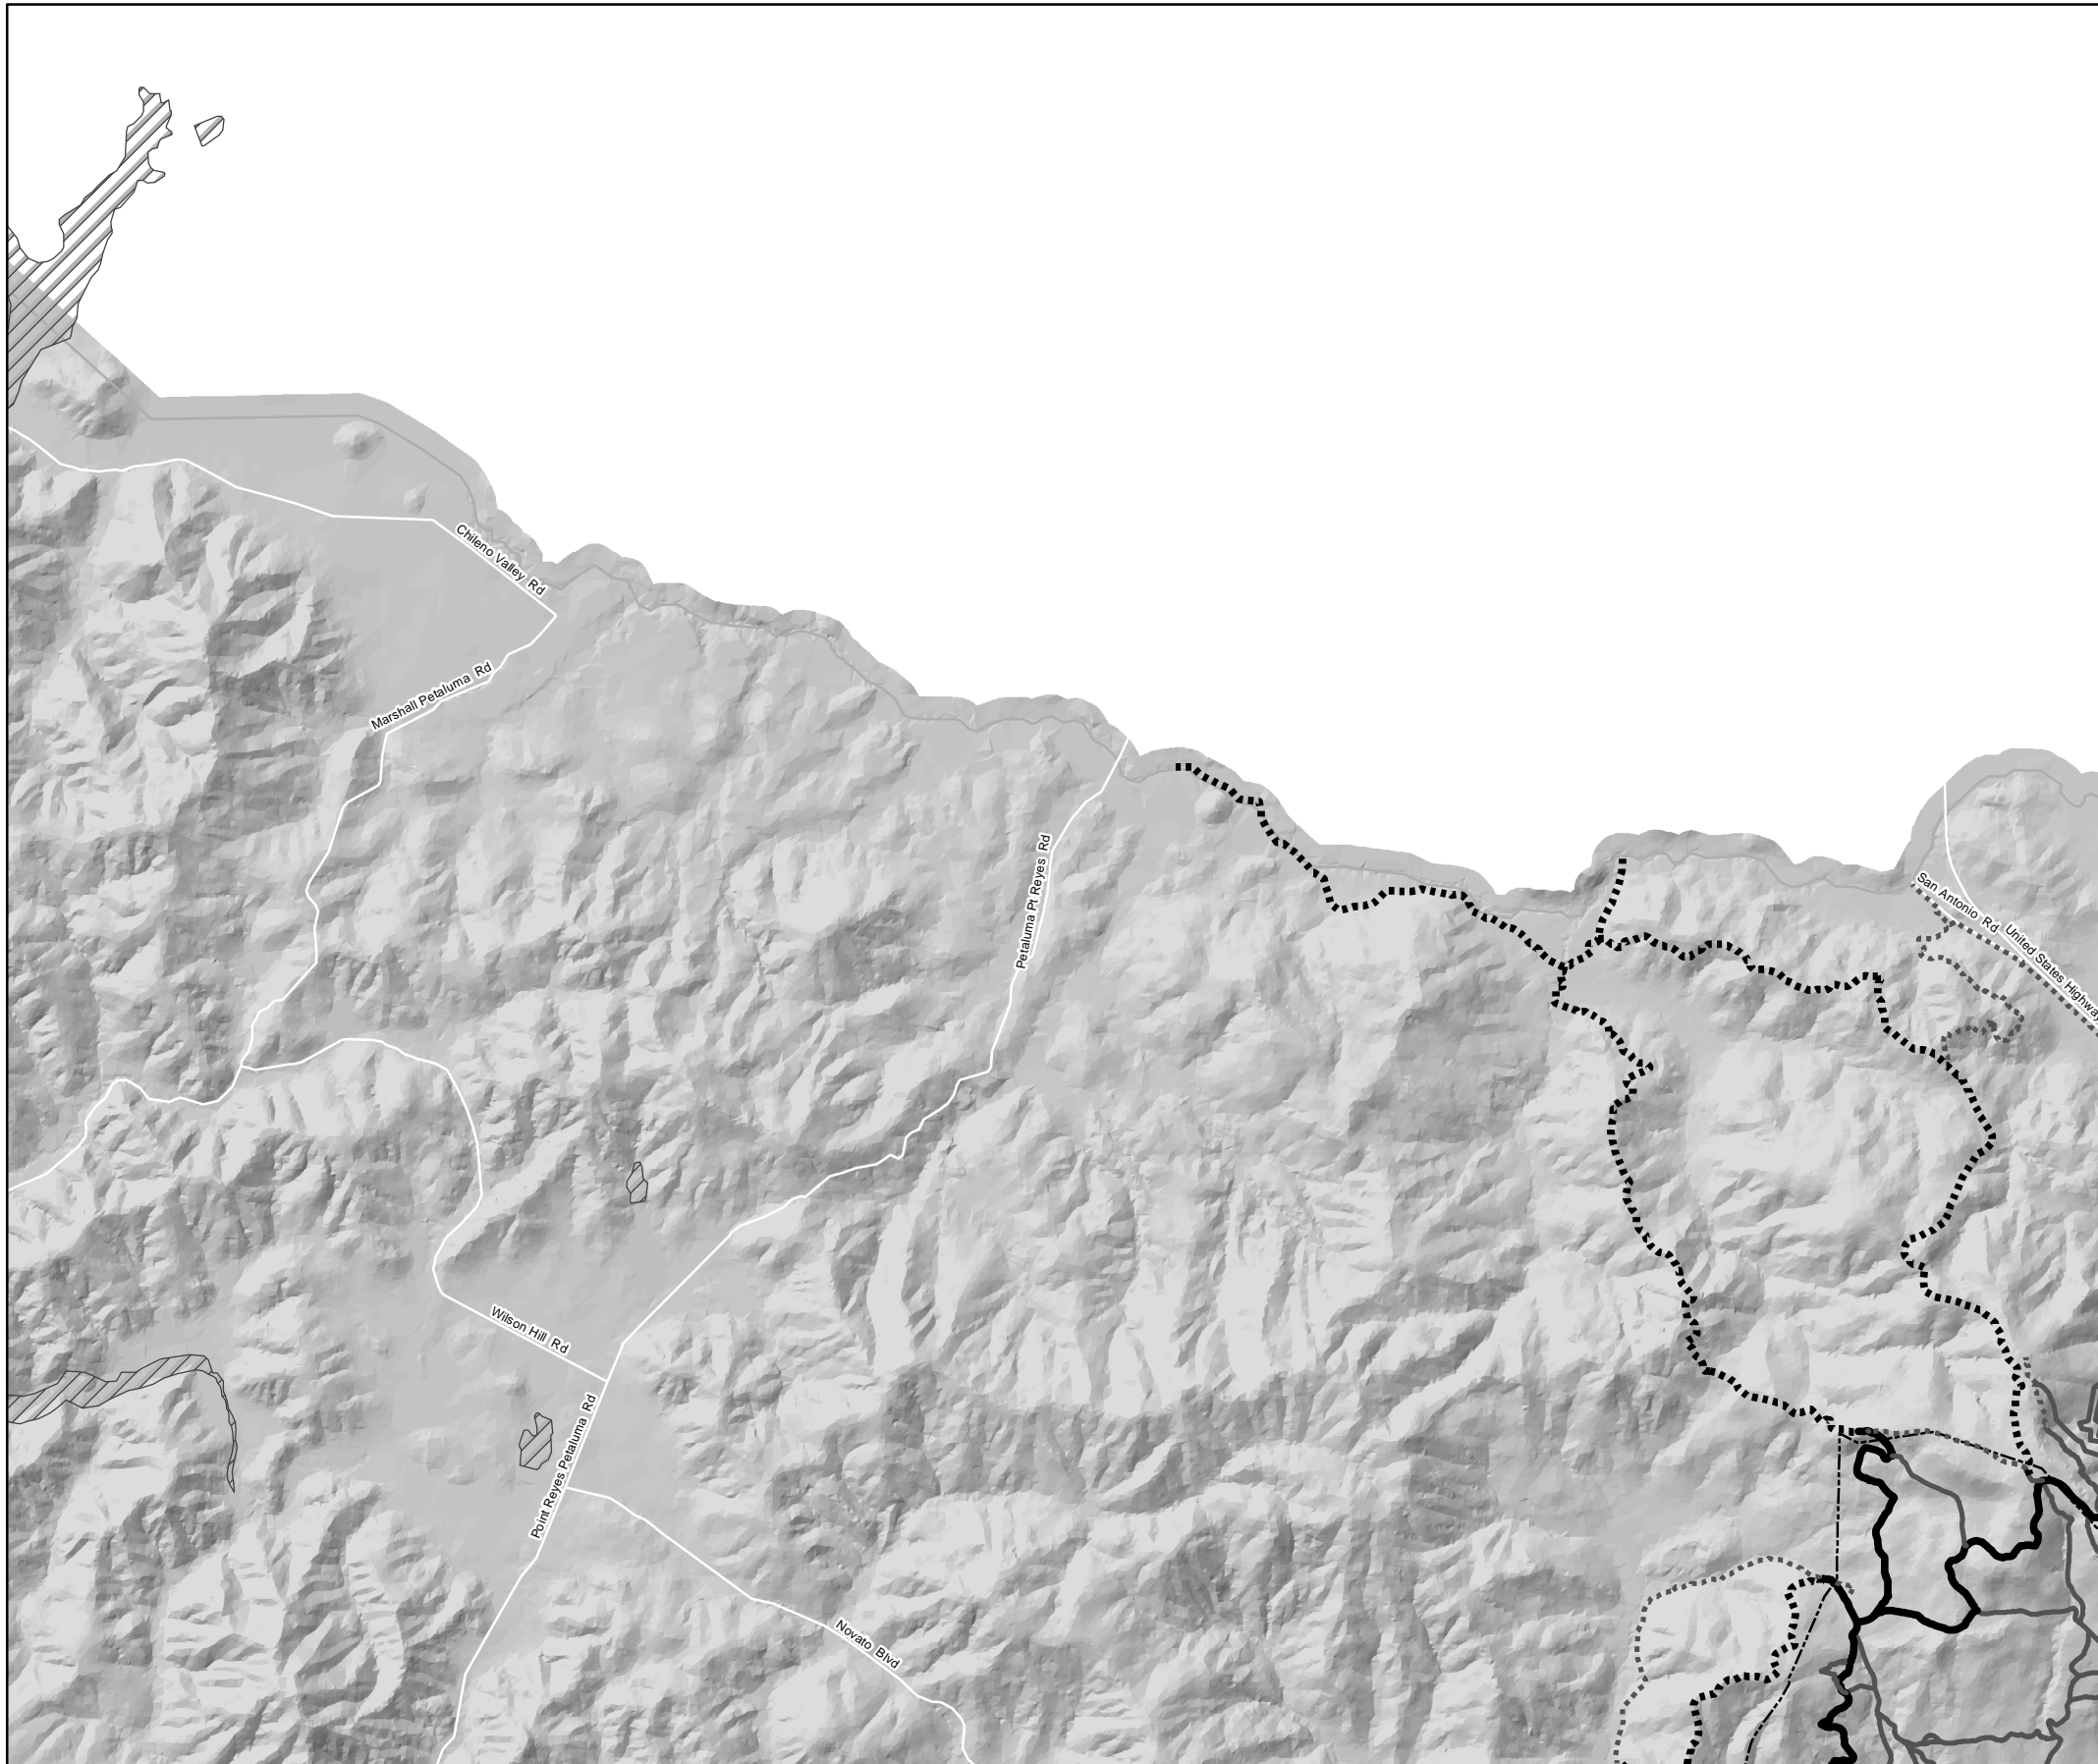 Chileno Valley Rd
Marshall Petaluma Rd
Petaluma Pt Reyes Rd
San Antonio Rd
United States Highway
Wilson Hill Rd
Point Reyes Petaluma Rd
Novato Blvd